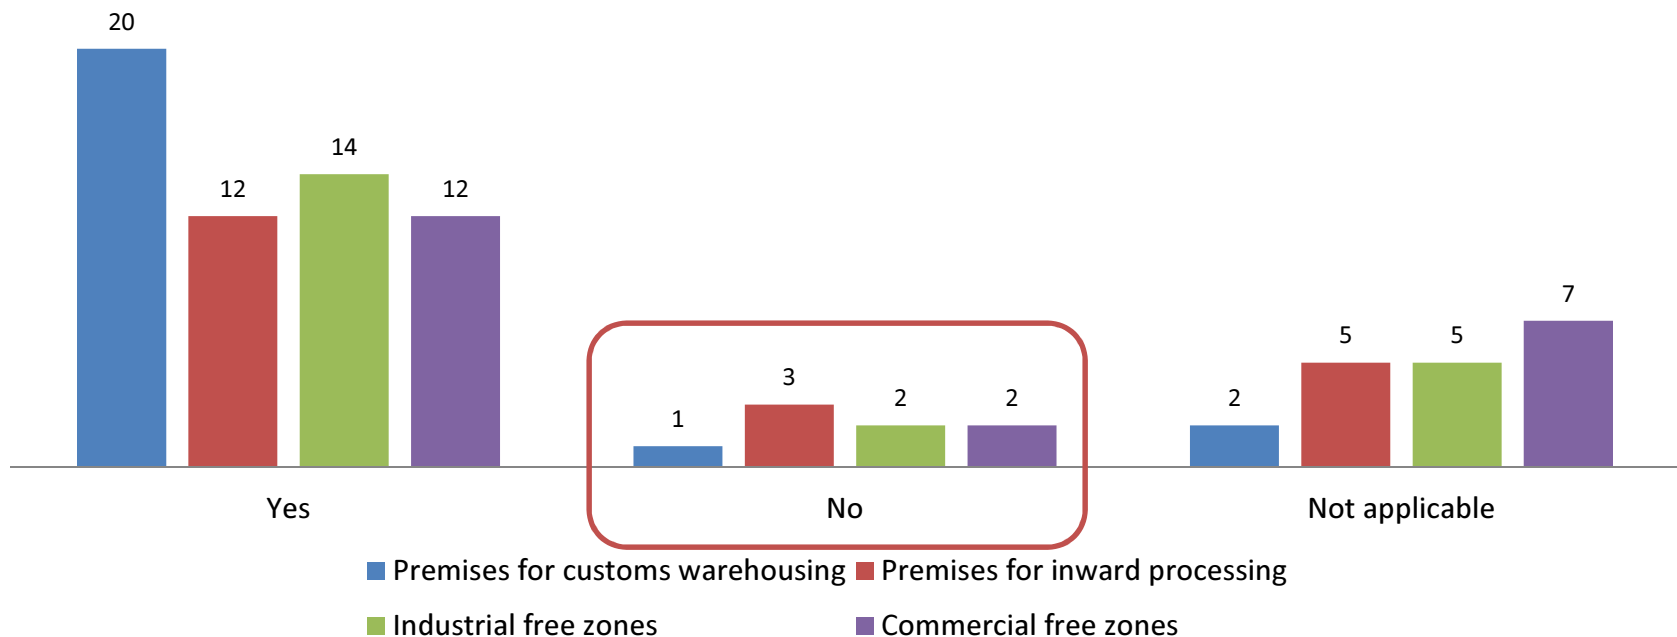 20
12
14
12
1
3
2
2
2
5
5
7
Yes
No
Not applicable
Premises for customs warehousing
Premises for inward processing
Industrial free zones
Commercial free zones